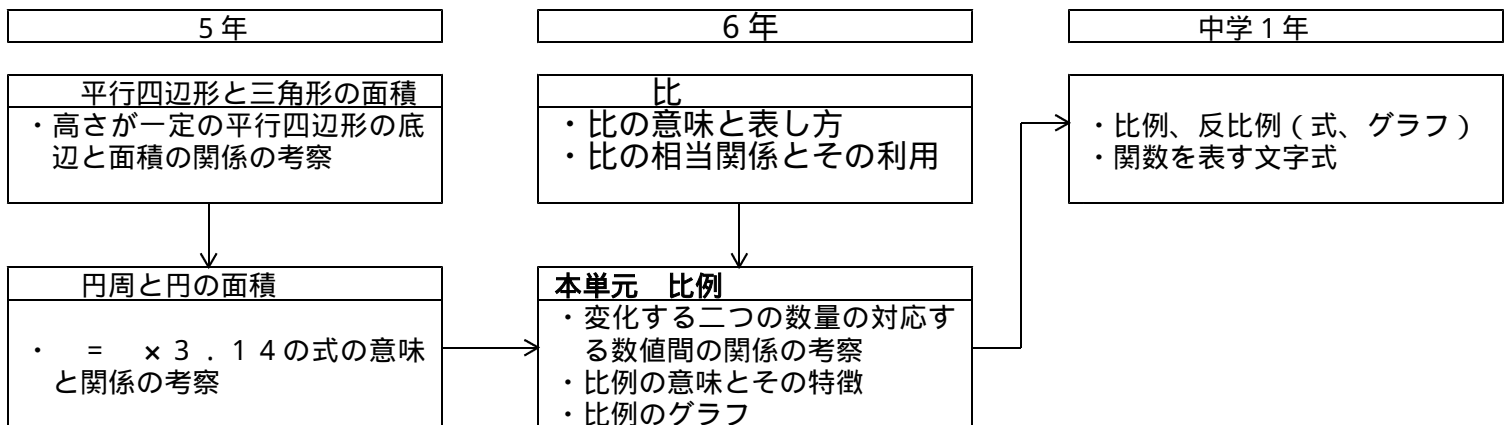 5年
6年
中学1年
平行四辺形と三角形の面積
・高さが一定の平行四辺形の底
辺と面積の関係の考察
比
・比の意味と表し方
・比の相当関係とその利用
・比例、反比例(式、グラフ)
・関数を表す文字式
円周と円の面積
・ = ×3.14の式の意味
と関係の考察
本単元 比例
・変化する二つの数量の対応す
る数値間の関係の考察
・比例の意味とその特徴
・比例のグラフ